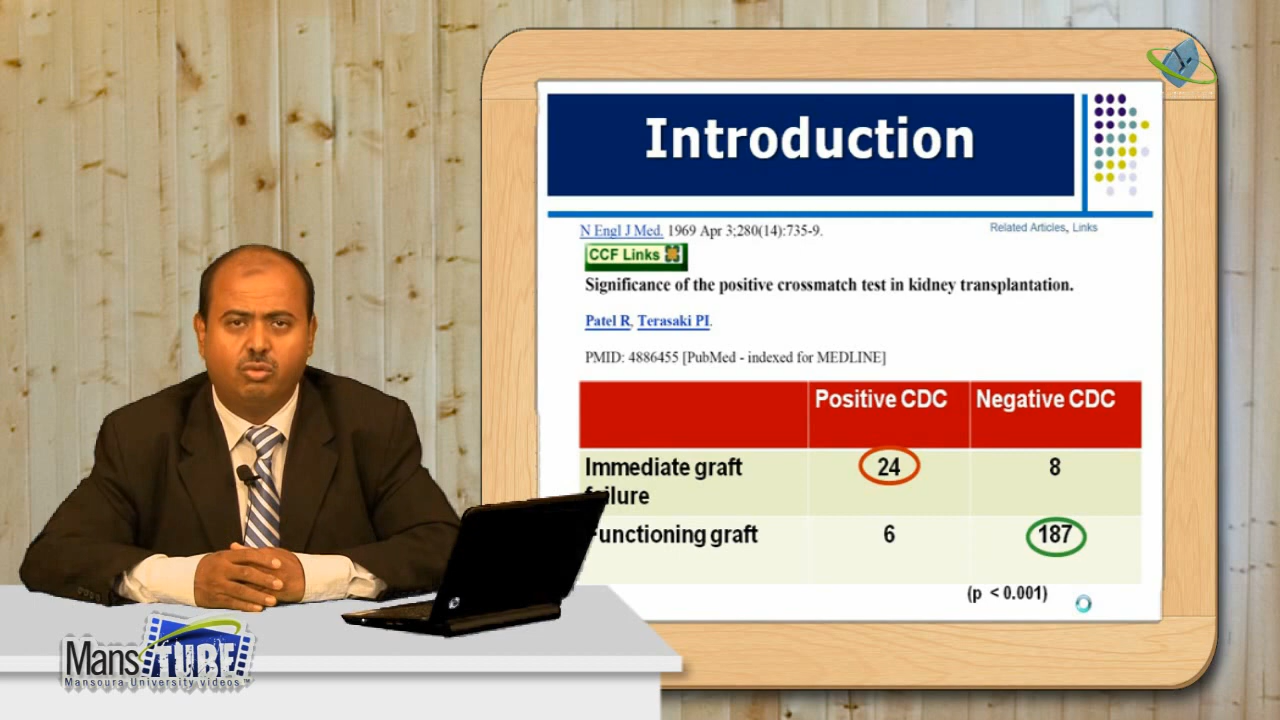 Introduction
N Engl J Med. 1969 Apr 3;280(14):735-9.
Related Articles, Links
CCF Links
Significance of the positive crossmatch test in kidney transplantation.
Patel R, Terasaki PI.
PMID: 4886455 [PubMed - indexed for MEDLINE]
Positive CDC Negative CDC
Immediate graft 24 8
failure
Functioning graft 6 187
(p < 0.001)
Mans TUBE
Mansoura University videos™